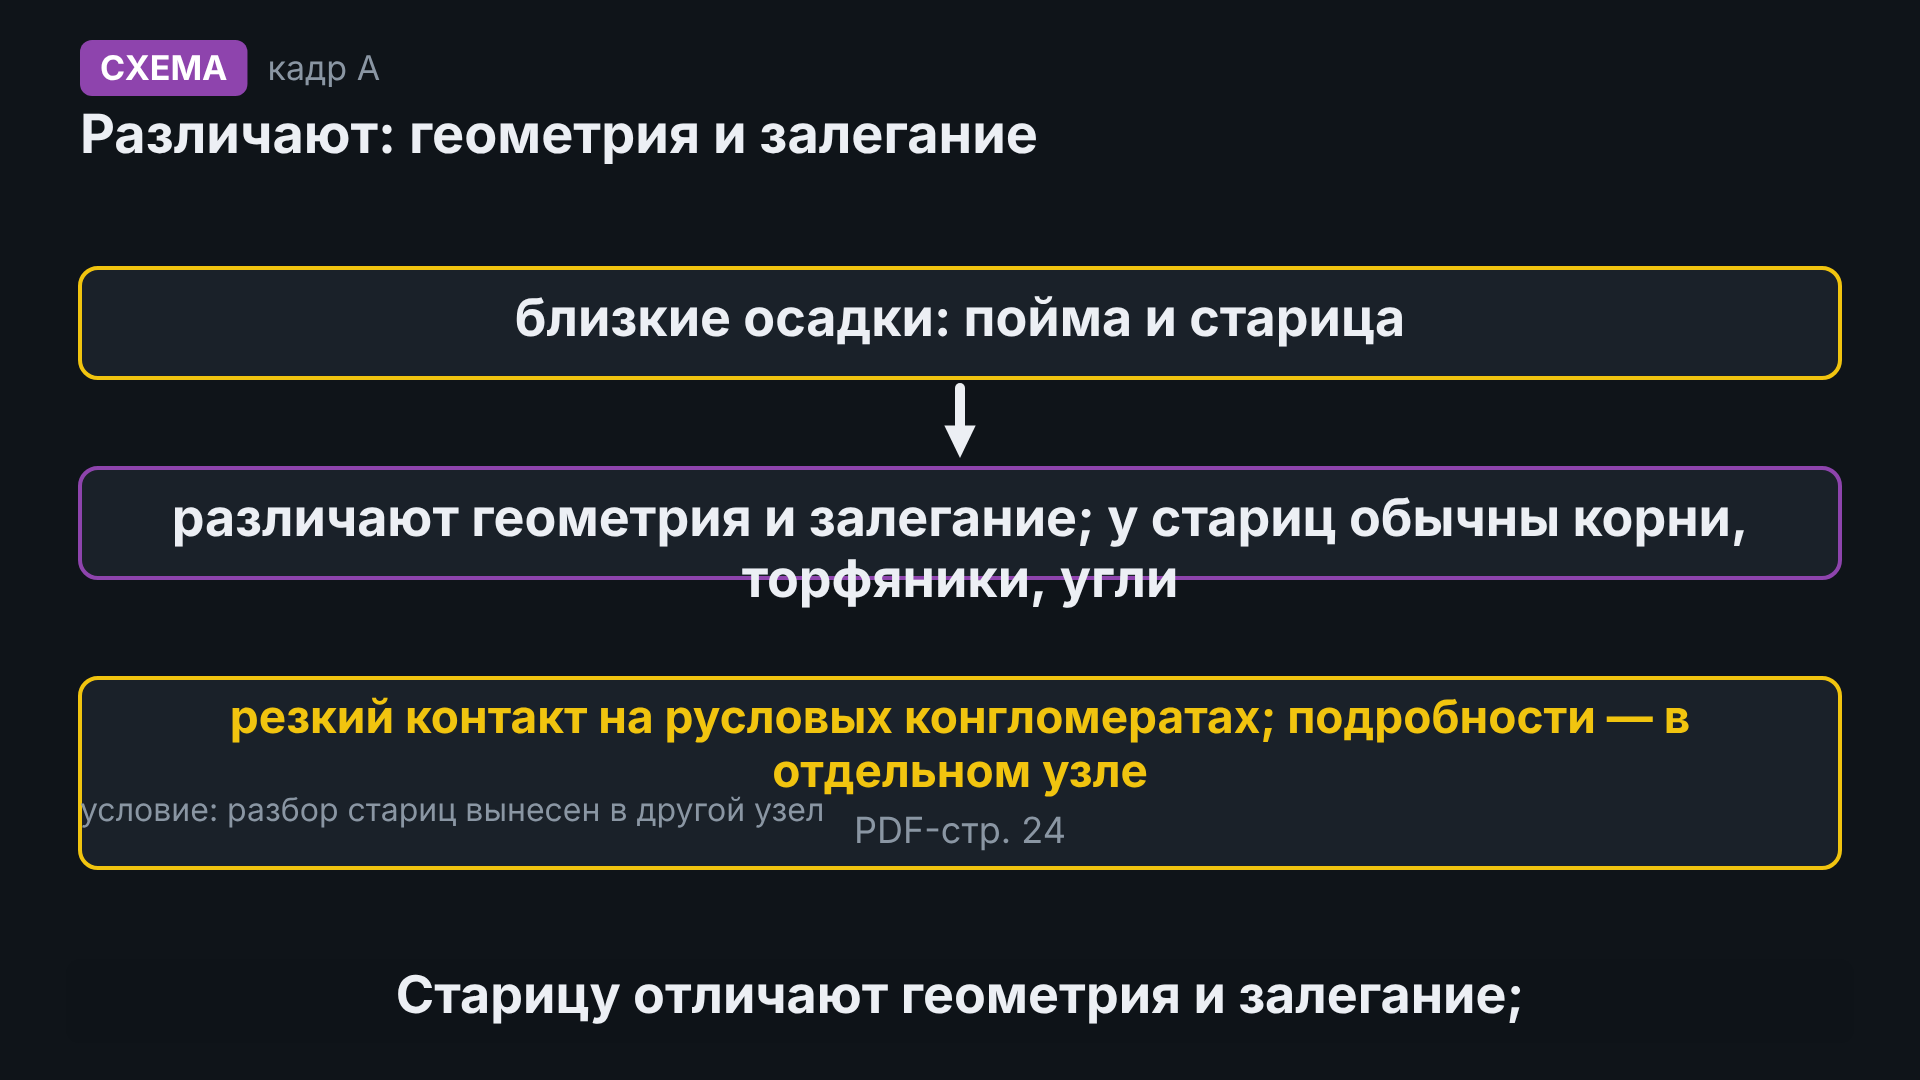 СХЕМА кадр А
Различают: геометрия и залегание
близкие осадки: пойма и старица
различают геометрия и залегание; у стариц обычны корни,
торфяники, угли
резкий контакт на русловых конгломератах; подробности — в
отдельном узле
условие: разбор стариц вынесен в другой узел
PDF-стр. 24
Старицу отличают геометрия и залегание;